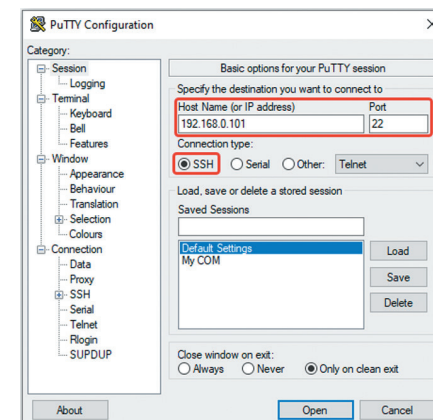 PuTTY Configuration
Category:
Session
Logging
Terminal
Keyboard
Bell
Features
Window
Appearance
Behaviour
Translation
Selection
Colours
Connection
Data
Proxy
SSH
Serial
Telnet
Rlogin
SUPDUP
Basic options for your PuTTY session
Specify the destination you want to connect to
Host Name (or IP address) Port
192.168.0.101 22
Connection type:
SSH Serial Other: Telnet
Load, save or delete a stored session
Saved Sessions
Default Settings
My COM
Load
Save
Delete
Close window on exit:
Always Never Only on clean exit
About Open Cancel